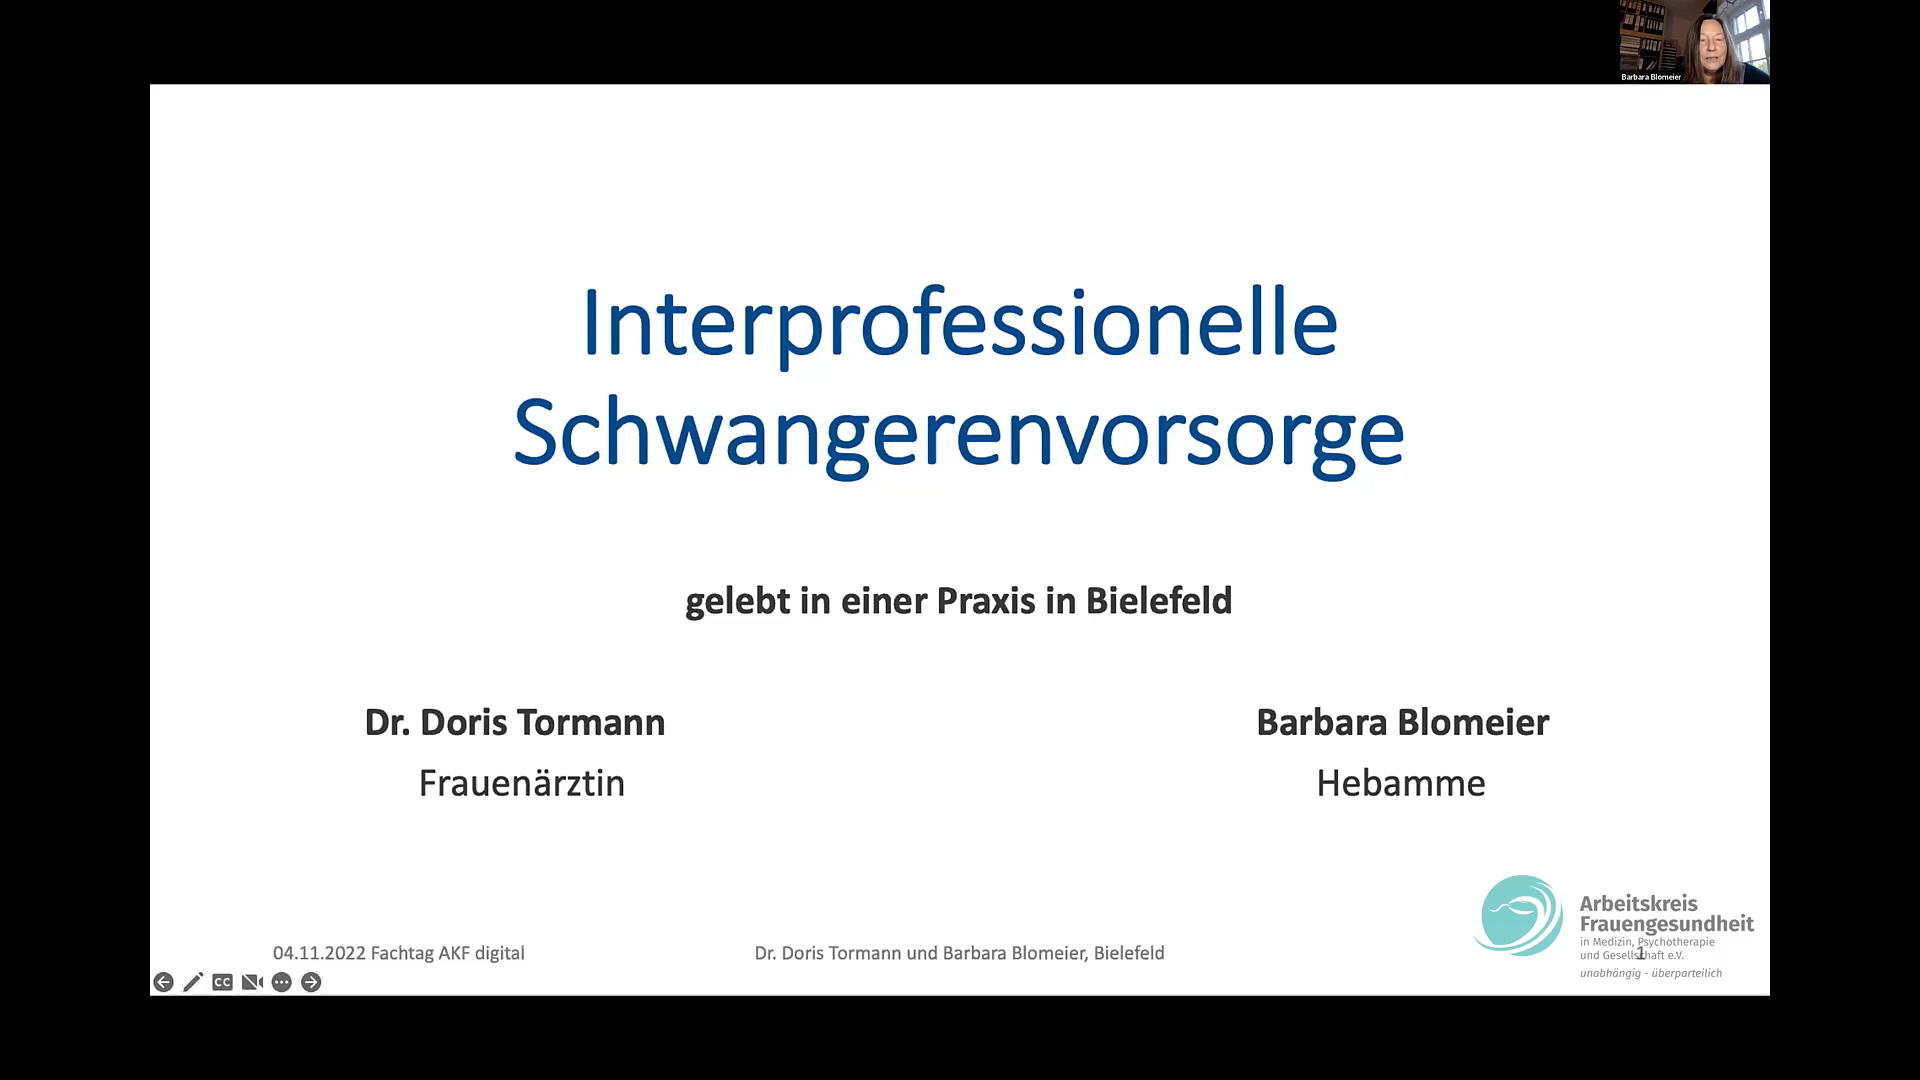 Barbara Blomeier
Interprofessionelle
Schwangerenvorsorge
gelebt in einer Praxis in Bielefeld
Dr. Doris Tormann
Frauenärztin
Barbara Blomeier
Hebamme
04.11.2022 Fachtag AKF digital
Dr. Doris Tormann und Barbara Blomeier, Bielefeld
1
Arbeitskreis
Frauengesundheit
in Medizin, Psychotherapie
und Gesellschaft e.V.
unabhängig - überparteilich
CC